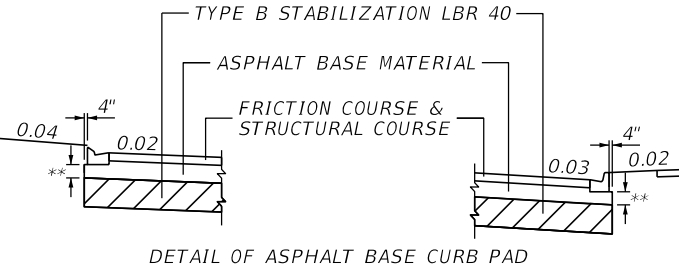 TYPE B STABILIZATION LBR 40
ASPHALT BASE MATERIAL
FRICTION COURSE &
STRUCTURAL COURSE
4"
0.04
0.02
**
4"
0.03
0.02
**
DETAIL OF ASPHALT BASE CURB PAD